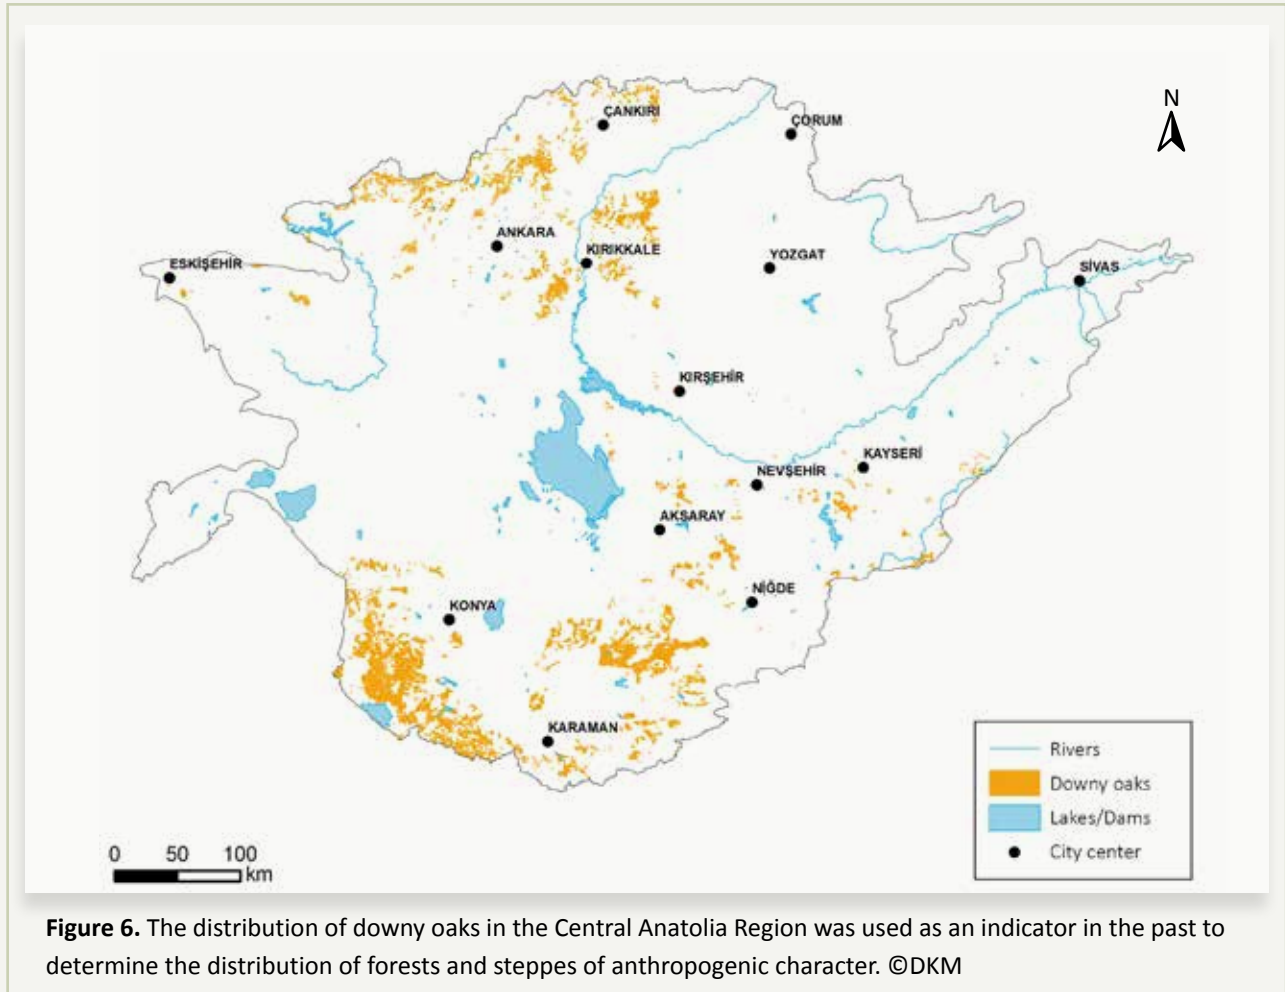 N
ÇANKIRI
ÇORUM
ANKARA
KIRIKKALE
YOZGAT
ESKİŞEHİR
SİVAS
KIRŞEHİR
KAYSERİ
NEVŞEHİR
AKSARAY
NİĞDE
KONYA
KARAMAN
Rivers
Downy oaks
Lakes/Dams
City center
0 50 100
km
Figure 6. The distribution of downy oaks in the Central Anatolia Region was used as an indicator in the past to
determine the distribution of forests and steppes of anthropogenic character. ©DKM